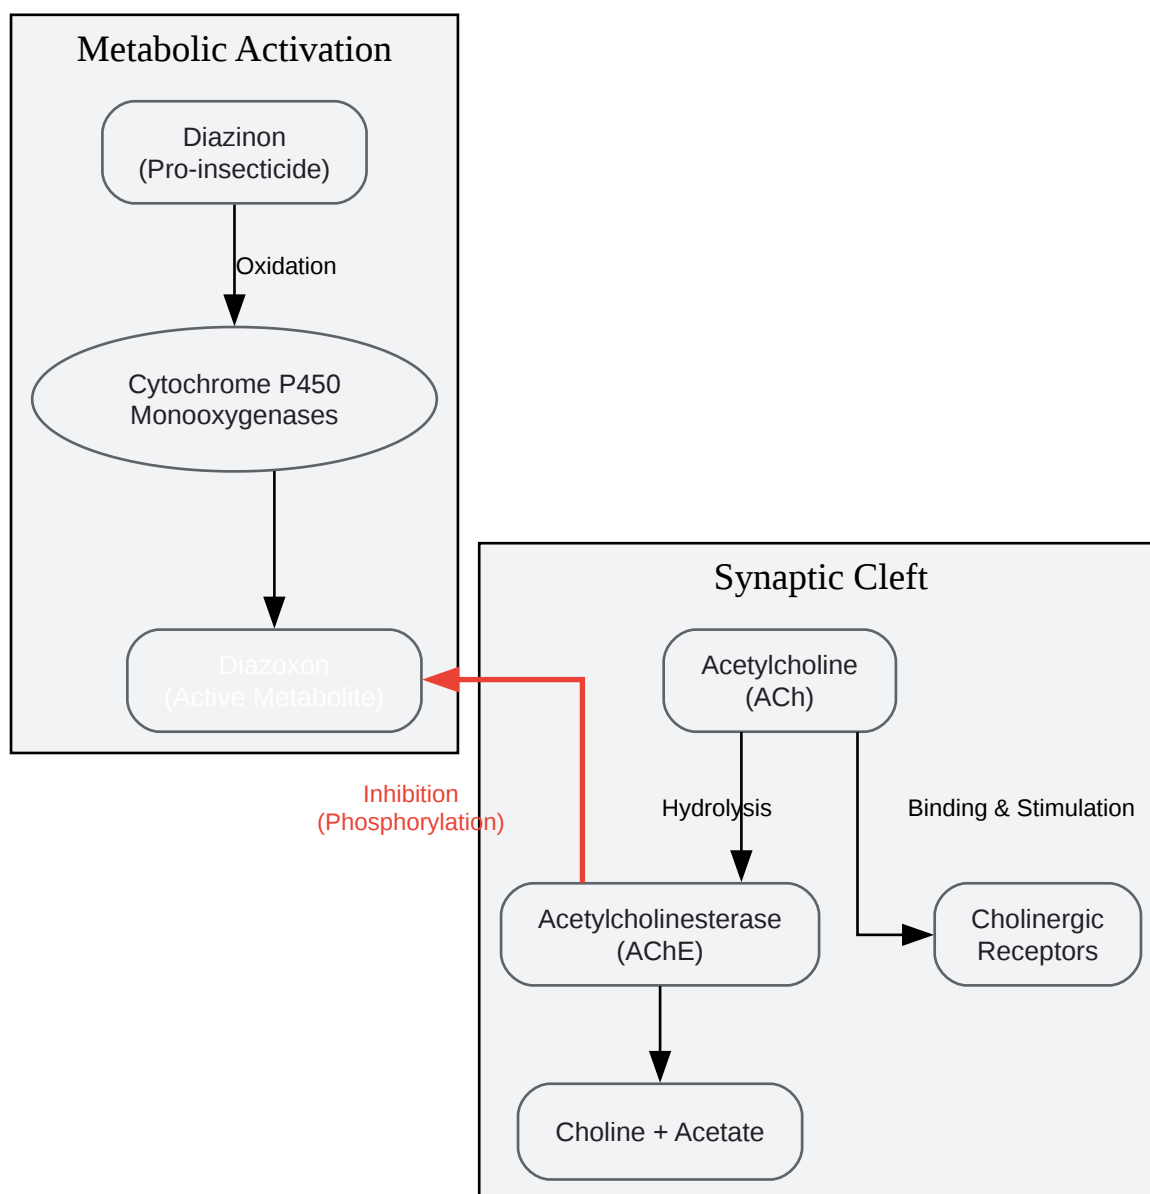 Metabolic Activation
Diazinon
(Pro-insecticide)
Oxidation
Cytochrome P450
Monooxygenases
Diazoxon
(Active Metabolite)
Inhibition
(Phosphorylation)
Synaptic Cleft
Acetylcholine
(ACh)
Hydrolysis
Binding & Stimulation
Acetylcholinesterase
(AChE)
Cholinergic
Receptors
Choline + Acetate